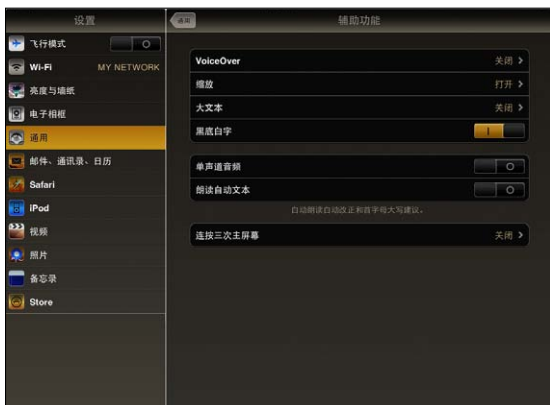 设置
飞行模式
Wi-Fi MY NETWORK
亮度与墙纸
电子相框
通用
邮件、通讯录、日历
Safari
iPod
视频
照片
备忘录
Store
通用
辅助功能
VoiceOver 关闭
缩放 打开
大文本 关闭
黑底白字
单声道音频
朗读自动文本
自动朗读自动改正和首字母大写建议。
连按三次主屏幕 关闭